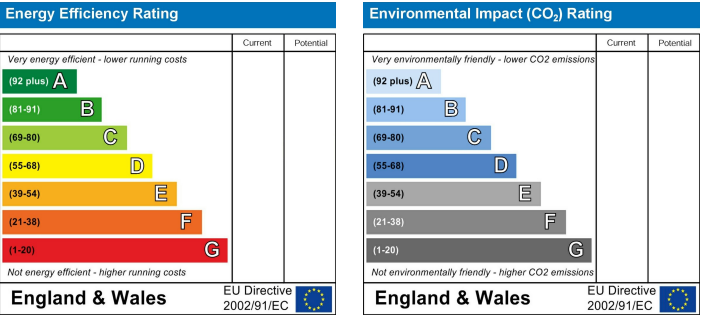 Energy Efficiency Rating
Current Potential
Very energy efficient - lower running costs
(92 plus) A
(81-91) B
(69-80) C
(55-68) D
(39-54) E
(21-38) F
(1-20) G
Not energy efficient - higher running costs
England & Wales
EU Directive
2002/91/EC
Environmental Impact (CO₂) Rating
Current Potential
Very environmentally friendly - lower CO2 emissions
(92 plus) A
(81-91) B
(69-80) C
(55-68) D
(39-54) E
(21-38) F
(1-20) G
Not environmentally friendly - higher CO2 emissions
England & Wales
EU Directive
2002/91/EC